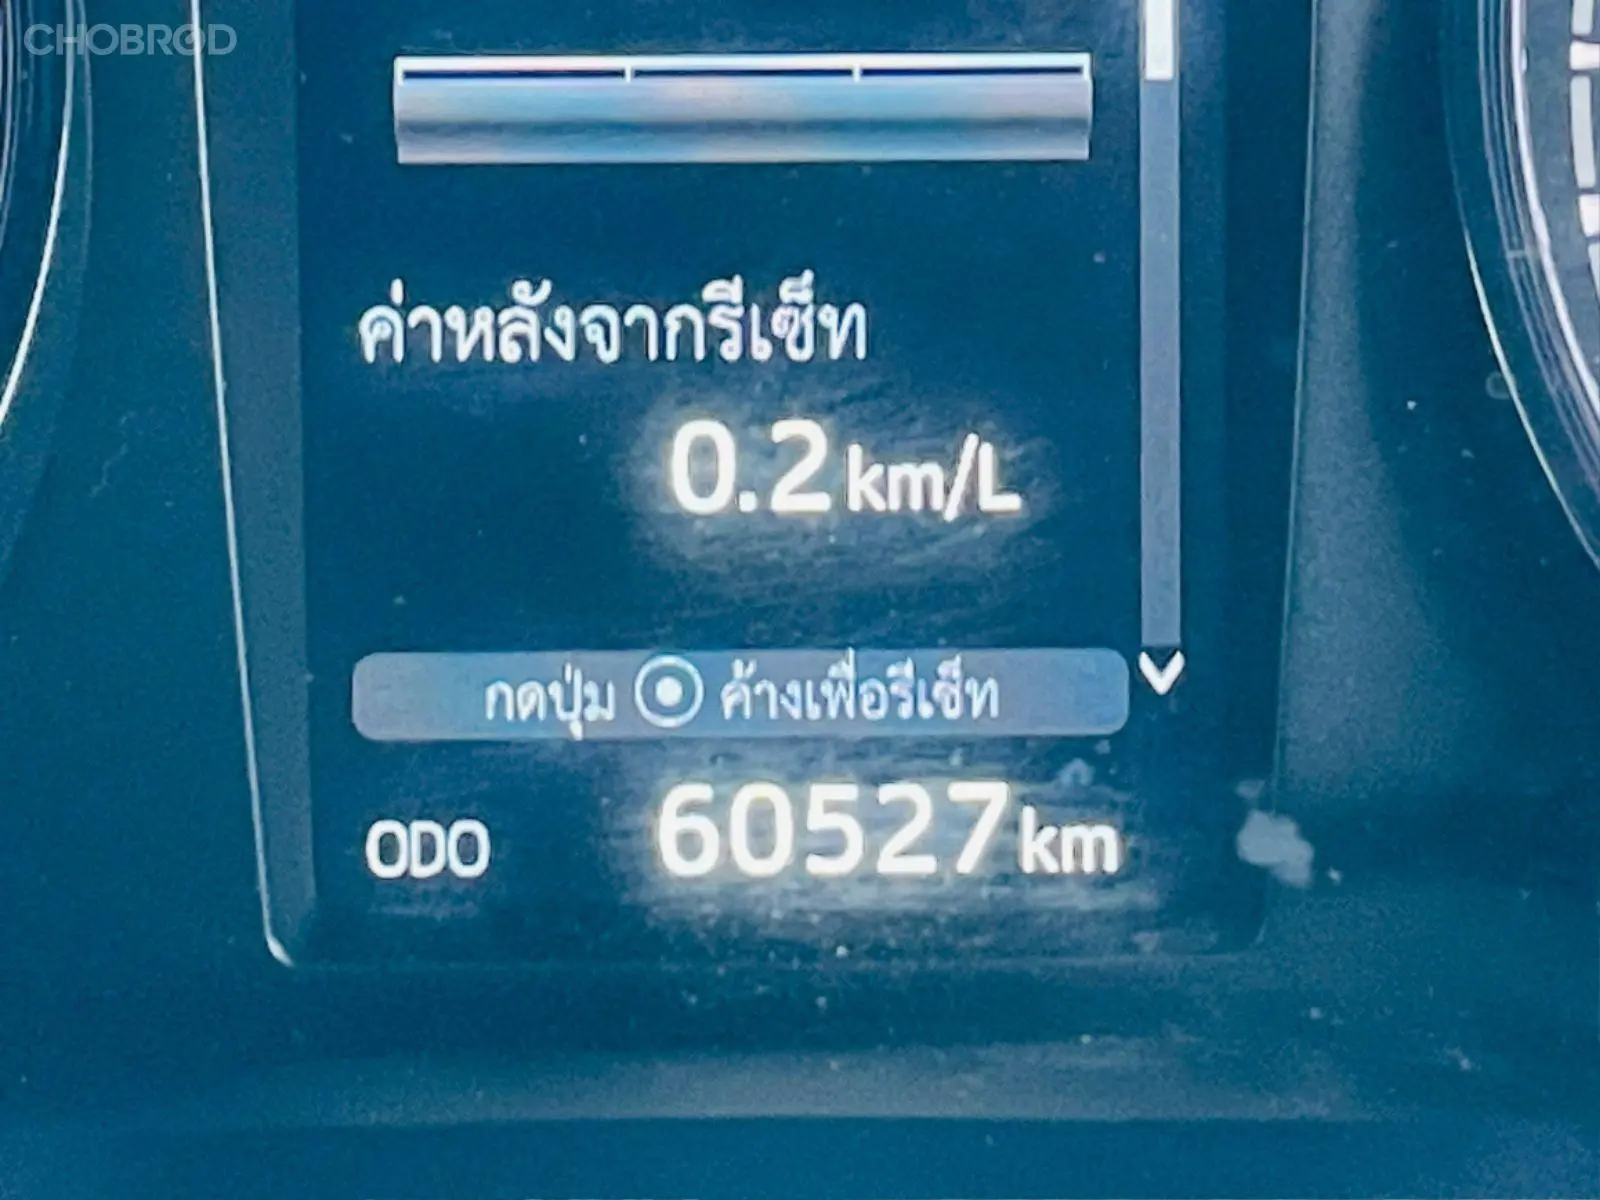 CHOBROD
ค่าหลังจากรีเซ็ท
0.2 km/L
กดปุ่ม ค้างเพื่อรีเซ็ท
ODO 60527 km